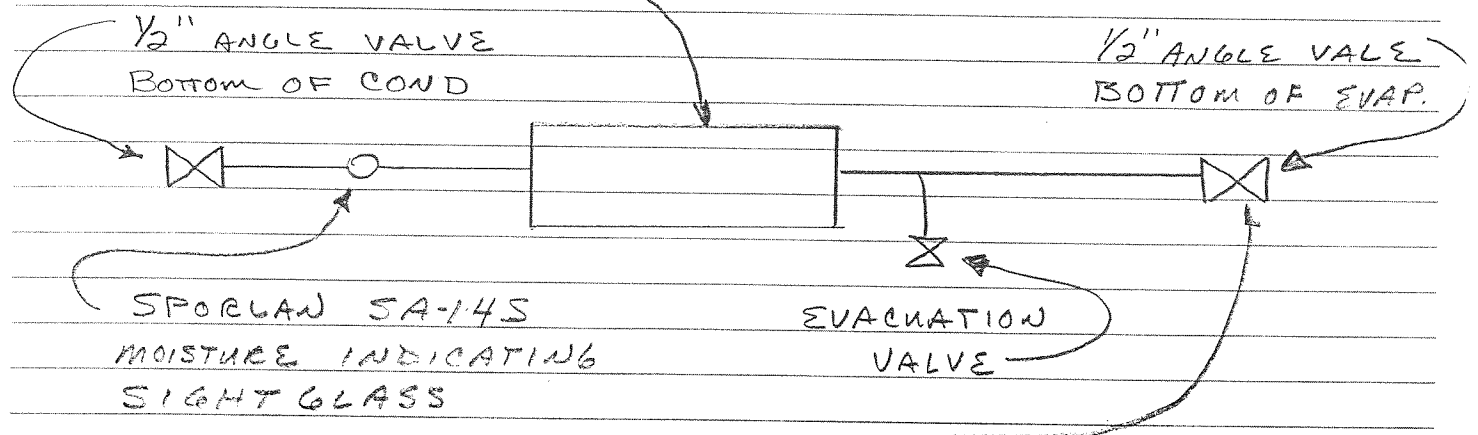 1/2" ANGLE VALVE
BOTTOM OF COND
1/2" ANGLE VALE
BOTTOM OF EVAP.
SPORLAN SA-14S
MOISTURE INDICATING
SIGHT GLASS
EVACUATION
VALVE